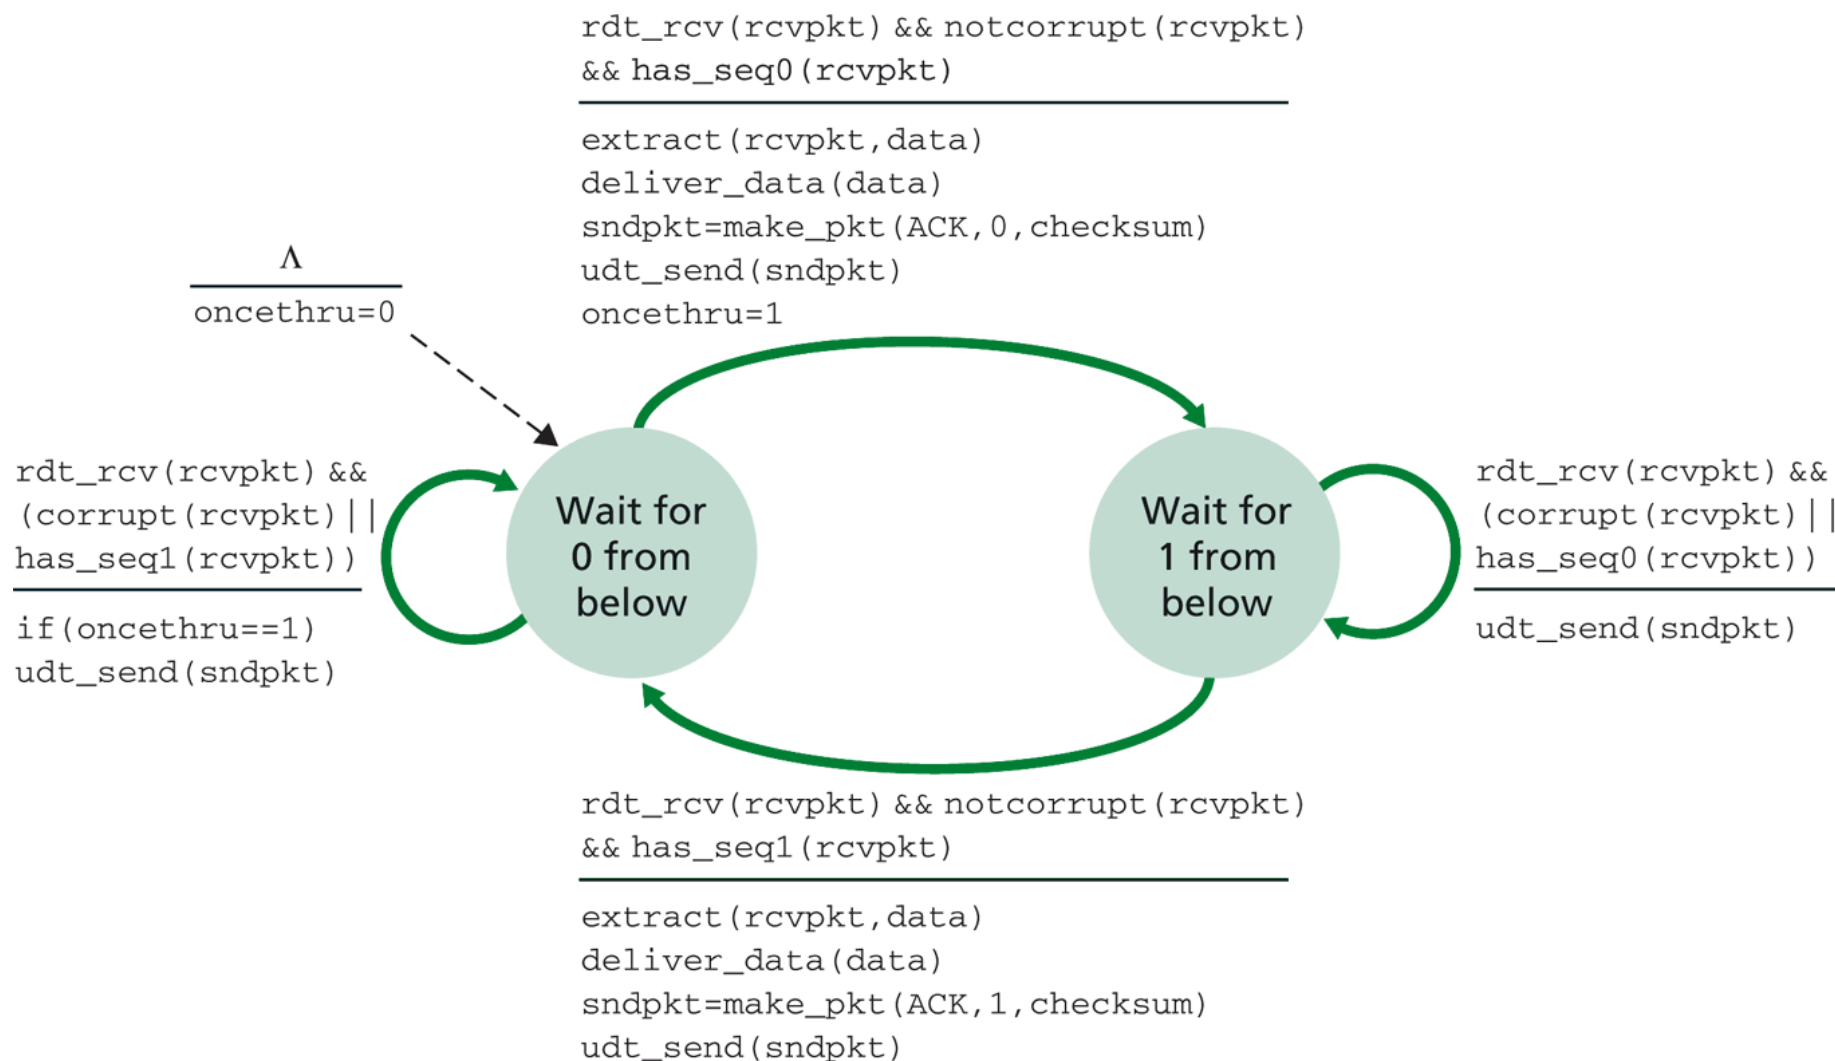 rdt_rcv(rcvpkt) && notcorrupt(rcvpkt)
&& has_seq0(rcvpkt)
extract(rcvpkt,data)
deliver_data(data)
sndpkt=make_pkt(ACK,0,checksum)
udt_send(sndpkt)
oncethru=1
Λ
oncethru=0
rdt_rcv(rcvpkt) &&
(corrupt(rcvpkt)||
has_seq1(rcvpkt))
if(oncethru==1)
udt_send(sndpkt)
Wait for
0 from
below
Wait for
1 from
below
rdt_rcv(rcvpkt) &&
(corrupt(rcvpkt)||
has_seq0(rcvpkt))
udt_send(sndpkt)
rdt_rcv(rcvpkt) && notcorrupt(rcvpkt)
&& has_seq1(rcvpkt)
extract(rcvpkt,data)
deliver_data(data)
sndpkt=make_pkt(ACK,1,checksum)
udt_send(sndpkt)